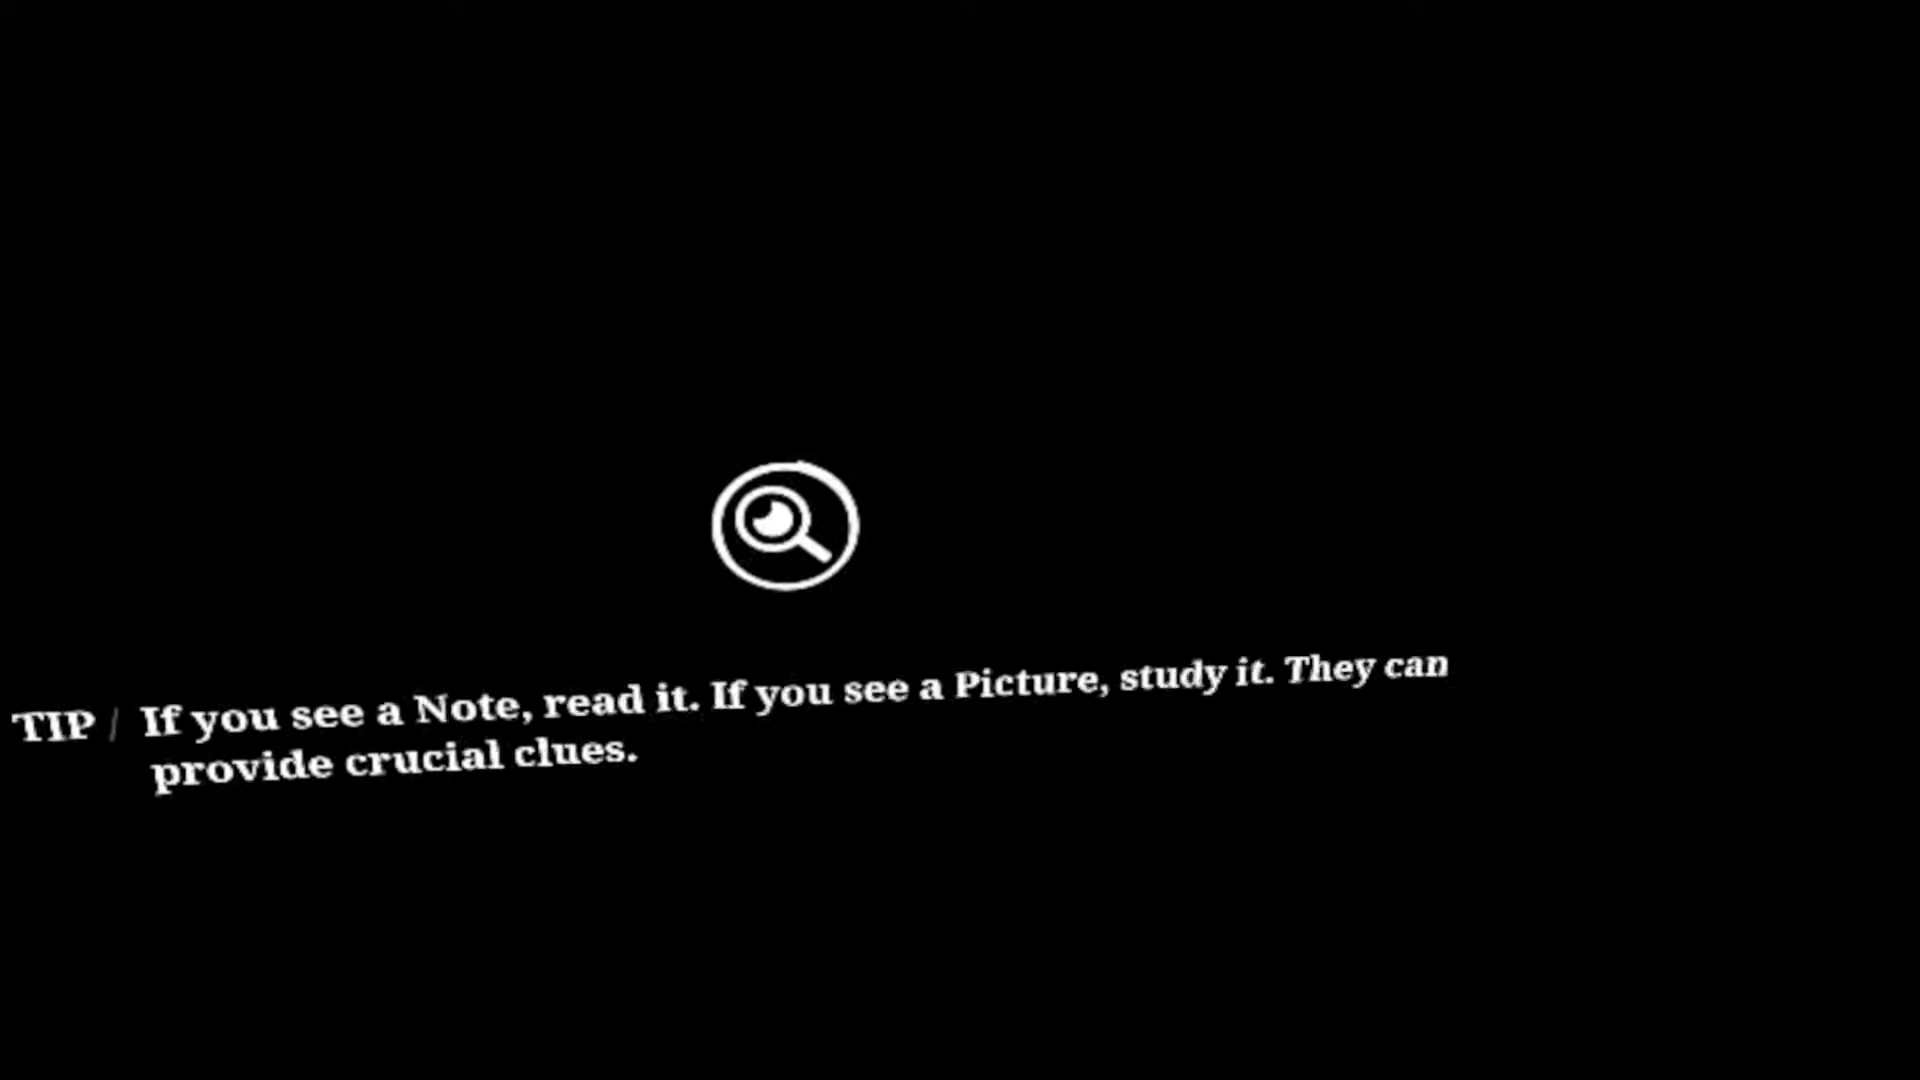 TIP / If you see a Note, read it. If you see a Picture, study it. They can
provide crucial clues.